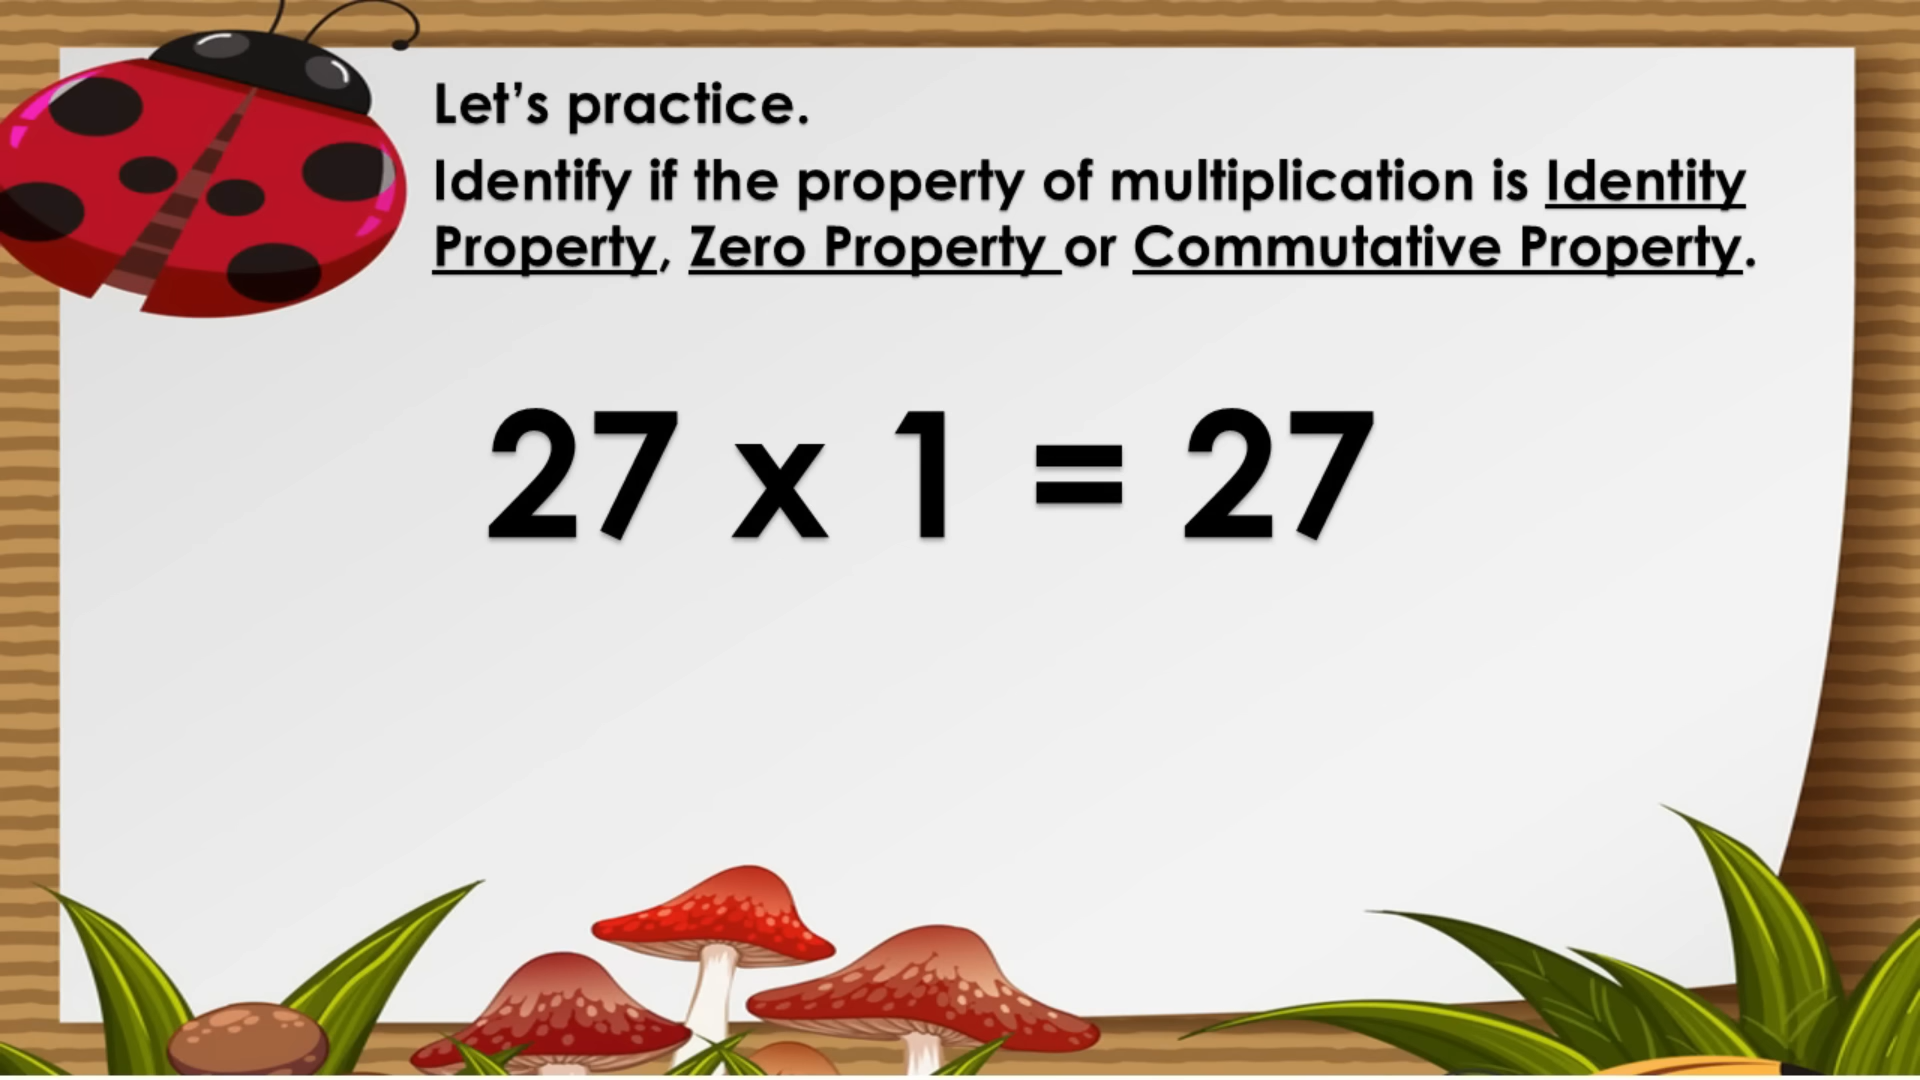 Let’s practice.
Identify if the property of multiplication is Identity
Property, Zero Property or Commutative Property.
27 x 1 = 27